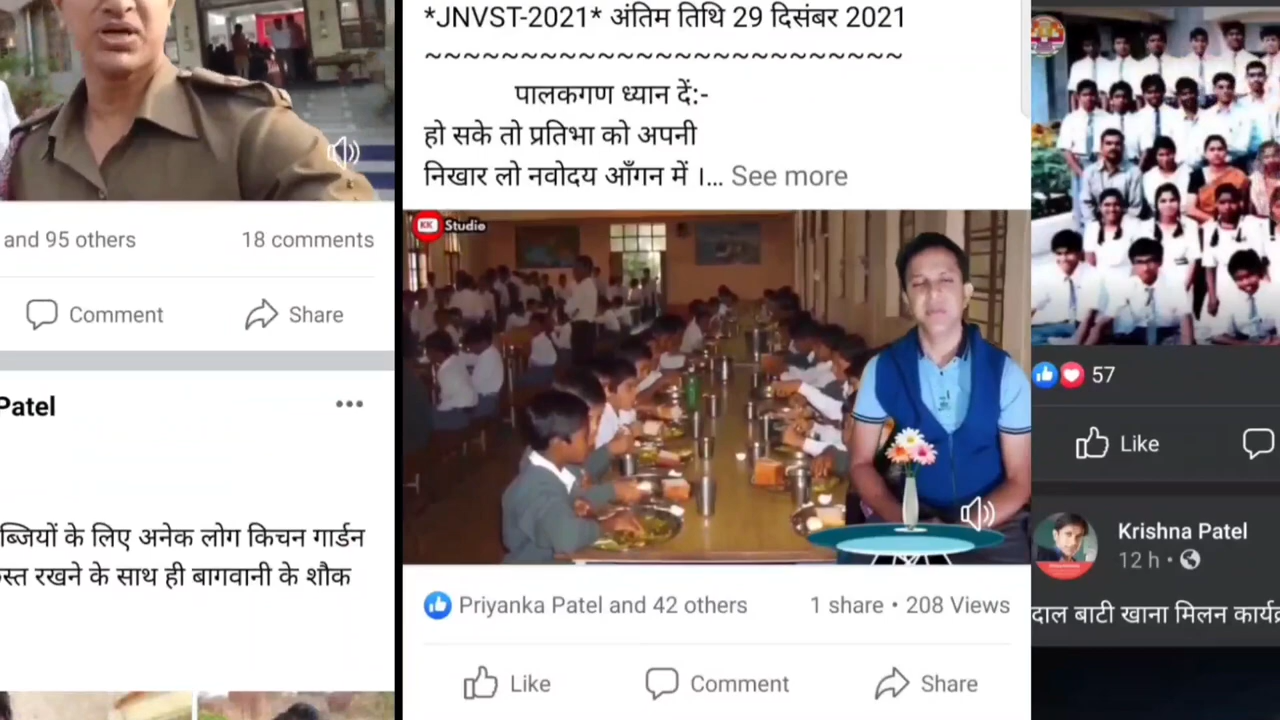 and 95 others
18 comments
Comment
Share
Patel
ब्जियों के लिए अनेक लोग किचन गार्डन
स्त रखने के साथ ही बागवानी के शौक
*JNVST-2021* अंतिम तिथि 29 दिसंबर 2021
~~~~~~~~~~~~~~~~~~~~~~~~~~
पालकगण ध्यान दें:-
हो सके तो प्रतिभा को अपनी
निखार लो नवोदय आँगन में ।... See more
KK Studio
Priyanka Patel and 42 others
1 share • 208 Views
Like
Comment
Share
57
Like
Krishna Patel
12 h •
दाल बाटी खाना मिलन कार्यक्र